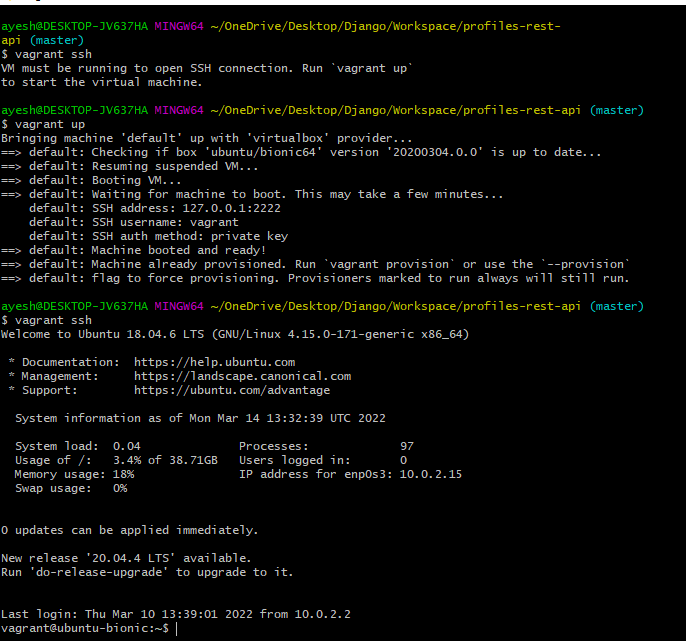 ayesh@DESKTOP-JV637HA MINGW64 ~/OneDrive/Desktop/Django/Workspace/profiles-rest-
api (master)
$ vagrant ssh
VM must be running to open SSH connection. Run `vagrant up`
to start the virtual machine.
ayesh@DESKTOP-JV637HA MINGW64 ~/OneDrive/Desktop/Django/Workspace/profiles-rest-api (master)
$ vagrant up
Bringing machine 'default' up with 'virtualbox' provider...
==> default: Checking if box 'ubuntu/bionic64' version '20200304.0.0' is up to date...
==> default: Resuming suspended VM...
==> default: Booting VM...
==> default: Waiting for machine to boot. This may take a few minutes...
    default: SSH address: 127.0.0.1:2222
    default: SSH username: vagrant
    default: SSH auth method: private key
==> default: Machine booted and ready!
==> default: Machine already provisioned. Run `vagrant provision` or use the `--provision`
==> default: flag to force provisioning. Provisioners marked to run always will still run.
ayesh@DESKTOP-JV637HA MINGW64 ~/OneDrive/Desktop/Django/Workspace/profiles-rest-api (master)
$ vagrant ssh
Welcome to Ubuntu 18.04.6 LTS (GNU/Linux 4.15.0-171-generic x86_64)
 * Documentation:  https://help.ubuntu.com
 * Management:     https://landscape.canonical.com
 * Support:        https://ubuntu.com/advantage
  System information as of Mon Mar 14 13:32:39 UTC 2022
  System load:  0.04              Processes:             97
  Usage of /:   3.4% of 38.71GB   Users logged in:       0
  Memory usage: 18%               IP address for enp0s3: 10.0.2.15
  Swap usage:   0%
0 updates can be applied immediately.
New release '20.04.4 LTS' available.
Run 'do-release-upgrade' to upgrade to it.
Last login: Thu Mar 10 13:39:01 2022 from 10.0.2.2
vagrant@ubuntu-bionic:~$